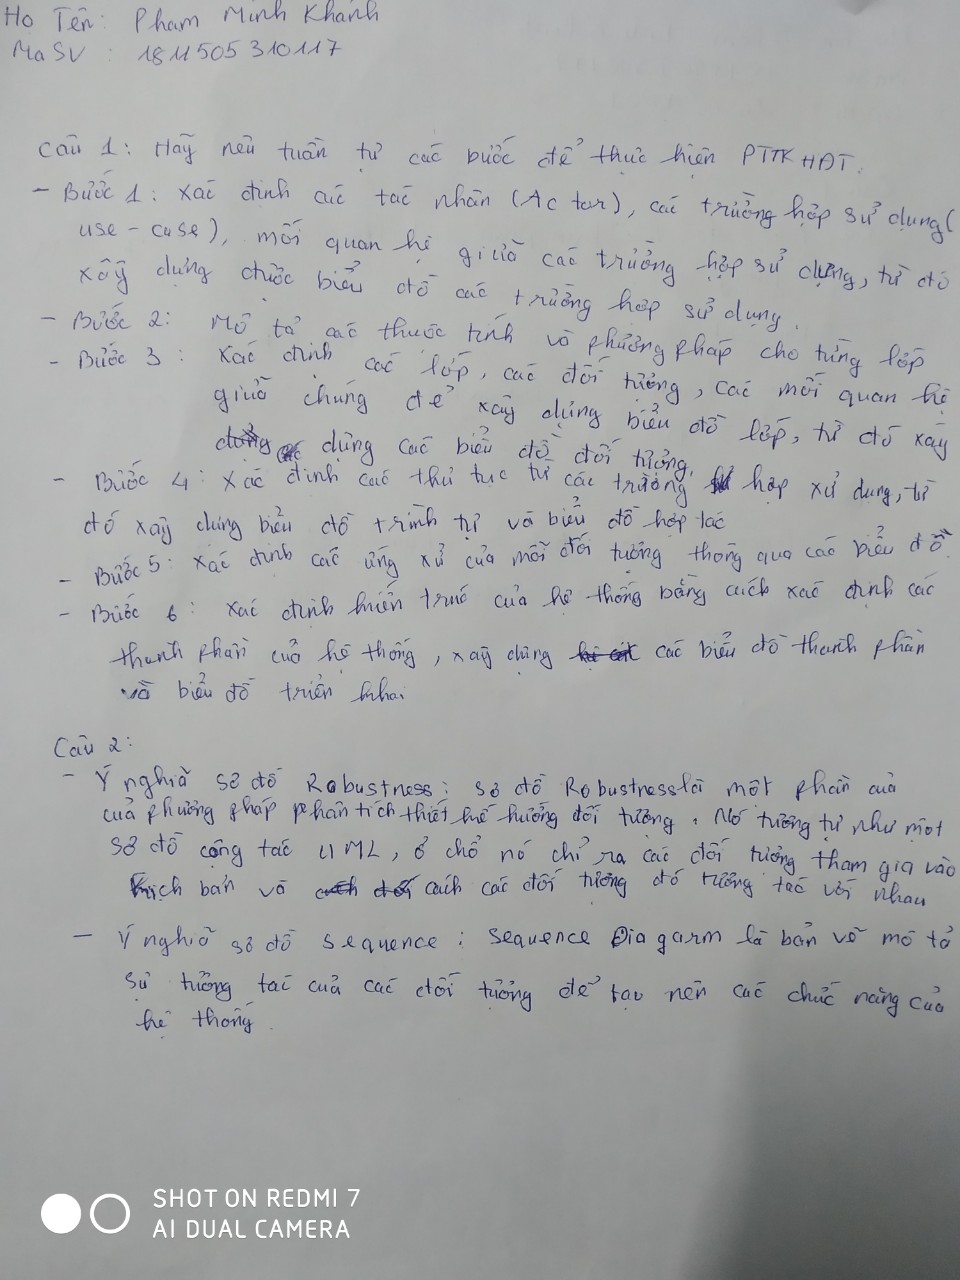 Họ Tên: Phạm Minh Khánh
Mã SV : 1811505310117
Câu 1: Hãy nêu tuần tự các bước để thực hiện PTTK HĐT.
- Bước 1: Xác định các tác nhân (Actor), các trường hợp sử dụng(
use-case), mối quan hệ giữa các trường hợp sử dụng, từ đó
xây dựng được biểu đồ các trường hợp sử dụng.
- Bước 2: Mô tả các thuộc tính và phương pháp cho từng lớp
- Bước 3 : Xác định các lớp, các đối tượng, các mối quan hệ
giữa chúng để xây dựng biểu đồ lớp, từ đó xây
dựng các biểu đồ đối tượng.
- Bước 4: Xác định các thủ tục từ các trường hợp xử dụng, từ
đó xây dựng biểu đồ trình tự và biểu đồ hợp tác
- Bước 5: Xác định các ứng xử của mỗi đối tượng thông qua các biểu đồ.
- Bước 6 : Xác định kiến trúc của hệ thống bằng cách xác định các
thành phần của hệ thống, xây dựng các biểu đồ thành phần
và biểu đồ triển khai
Câu 2:
- Ý nghĩa sơ đồ Robustness: sơ đồ Robustness là một phần của
của phương pháp phân tích thiết kế hướng đối tượng. Nó tương tự như một
sơ đồ cộng tác UML, ở chổ nó chỉ ra các đối tượng tham gia vào
kịch bản và cách các đối tượng đó tương tác với nhau
- Ý nghĩa sơ đồ sequence: Sequence Diagarm là bản vẽ mô tả
sự tương tác của các đối tượng để tạo nên các chức năng của
hệ thống.
SHOT ON REDMI 7
AI DUAL CAMERA